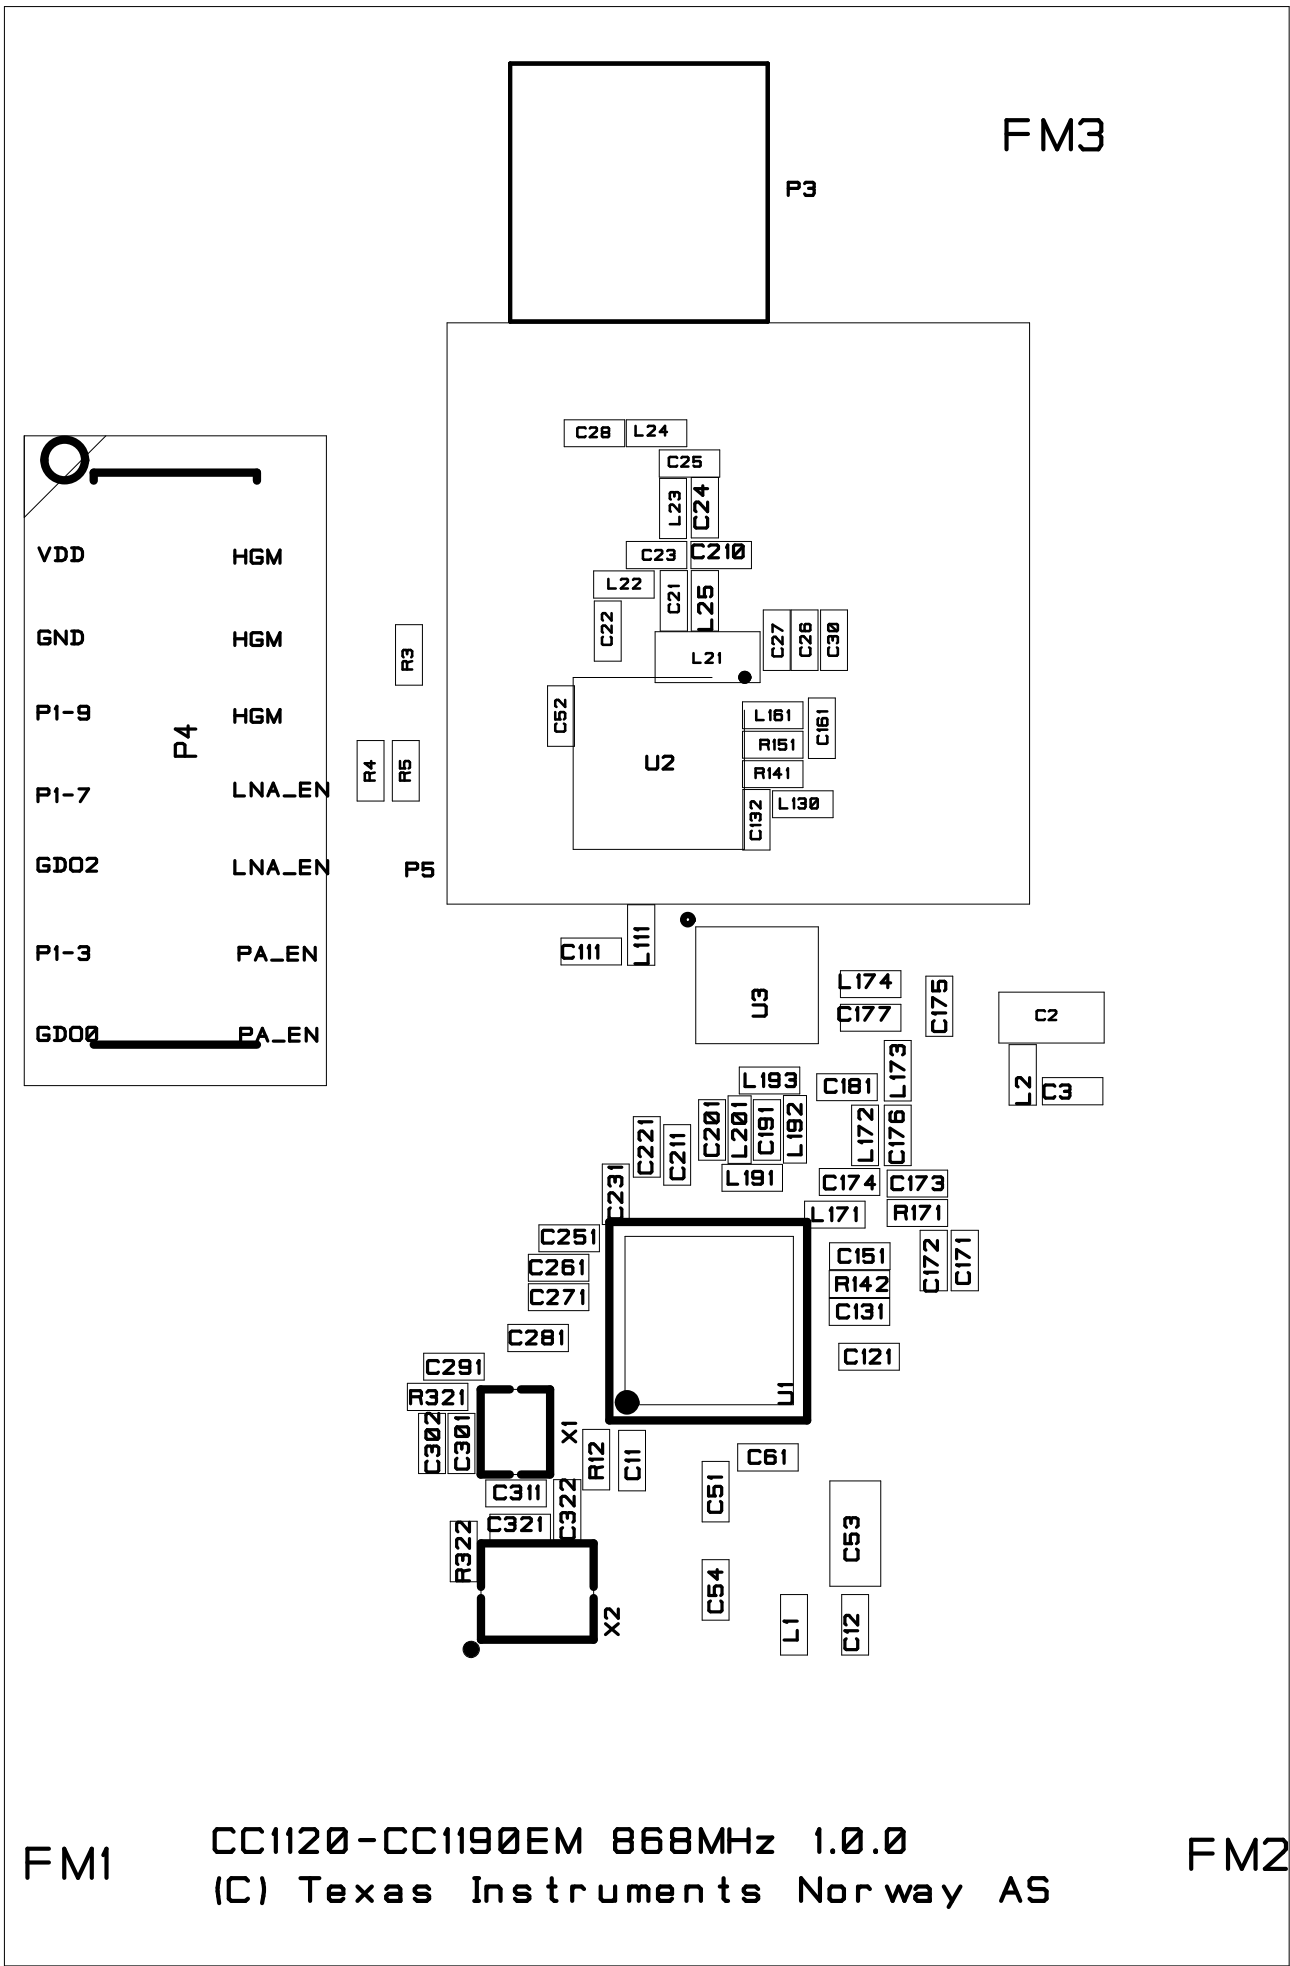 FM3
P3
C28 L24
C25
L23 C24
C23 C210
L22 C21 L25
C22
L21
C27 C26 C30
VDD HGM
GND HGM
R3
P1-9 HGM
P4
C52
L161 C161
R151
U2
R141
P1-7 LNA_EN
R4 R5
L130
C132
GDO2 LNA_EN
P5
P1-3 PA_EN
C111 L111
GDO0 PA_EN
U3
L174
C177
C175
C2
L2 C3
L173
L193
C181
C221 C211 C201 L201 C191 L192
L172 C176
L191
C174 C173
C231
L171 R171
C251
C261
C271
C151
R142
C131
C172 C171
C281
C121
C291
R321
U1
C302 C301
X1
R12 C11
C61
C311
C322
C51
C321
R322
C53
C54
X2
L1 C12
CC1120-CC1190EM 868MHz 1.0.0
FM1
FM2
(C) Texas Instruments Norway AS